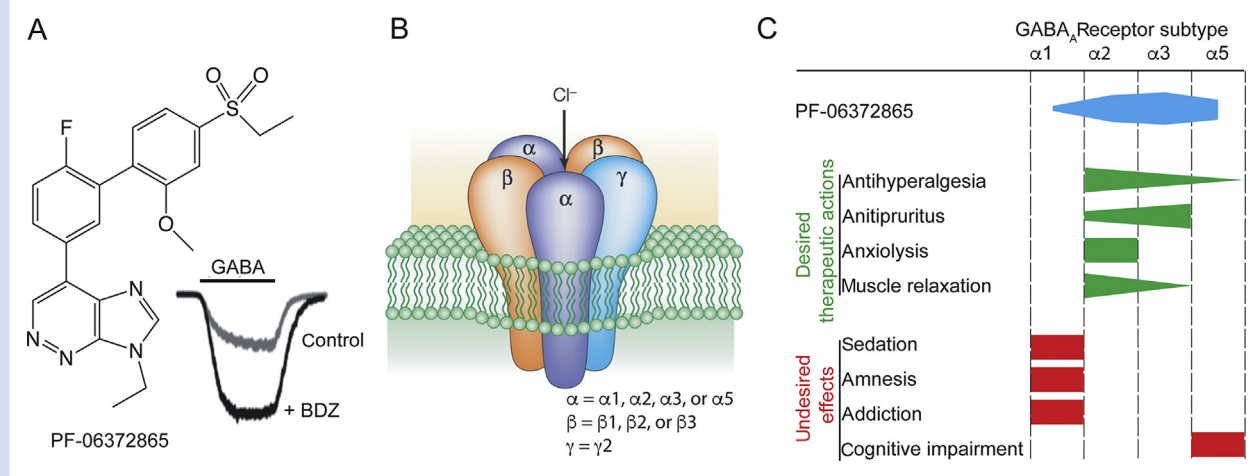 A
O
O
S
F
O
GABA
N
N
N
N
Control
+ BDZ
PF-06372865
B
Cl–
α
β
β
γ
α
α = α1, α2, α3, or α5
β = β1, β2, or β3
γ = γ2
C
GABAAReceptor subtype
α1 α2 α3 α5
PF-06372865
Desired
therapeutic actions
Antihyperalgesia
Anitipruritus
Anxiolysis
Muscle relaxation
Undesired
effects
Sedation
Amnesis
Addiction
Cognitive impairment